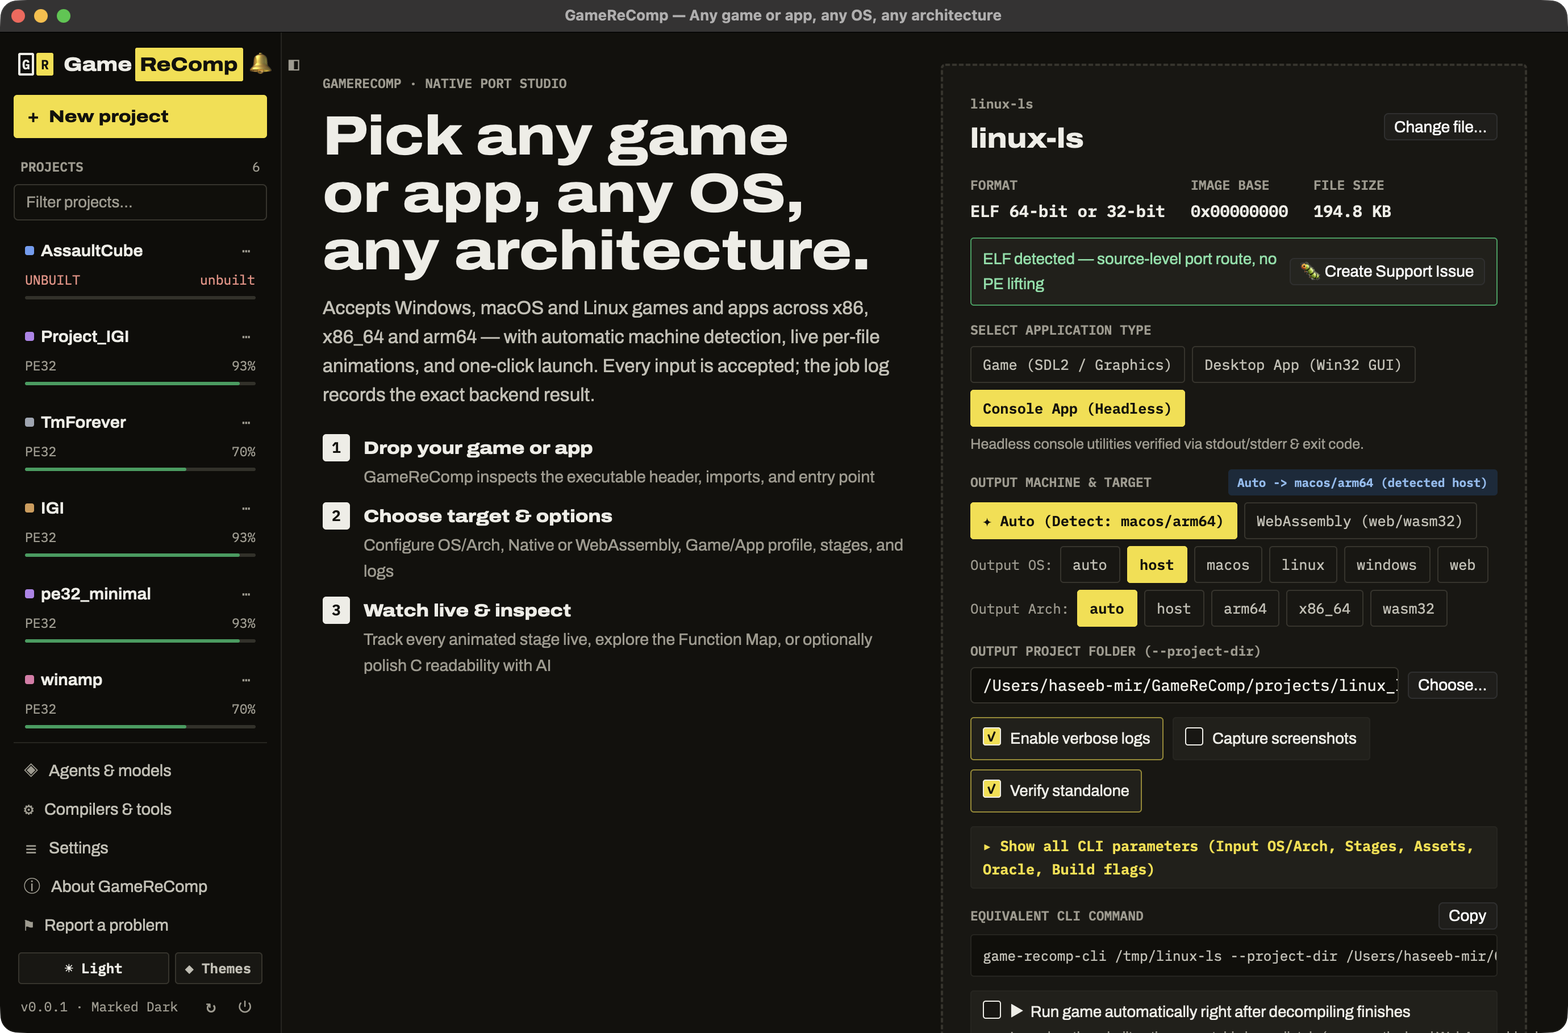 GameReComp — Any game or app, any OS, any architecture
GR Game ReComp
+ New project
PROJECTS 6
Filter projects...
AssaultCube ...
UNBUILT unbuilt
Project_IGI ...
PE32 93%
TmForever ...
PE32 70%
IGI ...
PE32 93%
pe32_minimal ...
PE32 93%
winamp ...
PE32 70%
Agents & models
Compilers & tools
Settings
About GameReComp
Report a problem
Light
Themes
v0.0.1 · Marked Dark
GAMERECOMP · NATIVE PORT STUDIO
Pick any game
or app, any OS,
any architecture.
Accepts Windows, macOS and Linux games and apps across x86,
x86_64 and arm64 — with automatic machine detection, live per-file
animations, and one-click launch. Every input is accepted; the job log
records the exact backend result.
1 Drop your game or app
GameReComp inspects the executable header, imports, and entry point
2 Choose target & options
Configure OS/Arch, Native or WebAssembly, Game/App profile, stages, and
logs
3 Watch live & inspect
Track every animated stage live, explore the Function Map, or optionally
polish C readability with AI
linux-ls
linux-ls
Change file...
FORMAT IMAGE BASE FILE SIZE
ELF 64-bit or 32-bit 0x00000000 194.8 KB
ELF detected — source-level port route, no
PE lifting
Create Support Issue
SELECT APPLICATION TYPE
Game (SDL2 / Graphics) Desktop App (Win32 GUI)
Console App (Headless)
Headless console utilities verified via stdout/stderr & exit code.
OUTPUT MACHINE & TARGET Auto -> macos/arm64 (detected host)
✦ Auto (Detect: macos/arm64) WebAssembly (web/wasm32)
Output OS: auto host macos linux windows web
Output Arch: auto host arm64 x86_64 wasm32
OUTPUT PROJECT FOLDER (--project-dir)
/Users/haseeb-mir/GameReComp/projects/linux_ Choose...
Enable verbose logs Capture screenshots
Verify standalone
▸ Show all CLI parameters (Input OS/Arch, Stages, Assets,
Oracle, Build flags)
EQUIVALENT CLI COMMAND Copy
game-recomp-cli /tmp/linux-ls --project-dir /Users/haseeb-mir/
▶ Run game automatically right after decompiling finishes